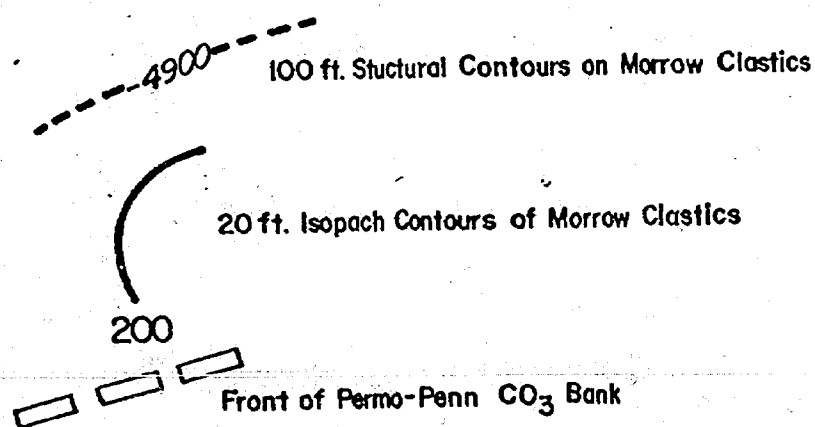 -4900
100 ft. Stuctural Contours on Morrow Clastics
20 ft. Isopach Contours of Morrow Clastics
200
Front of Permo-Penn CO₃ Bank